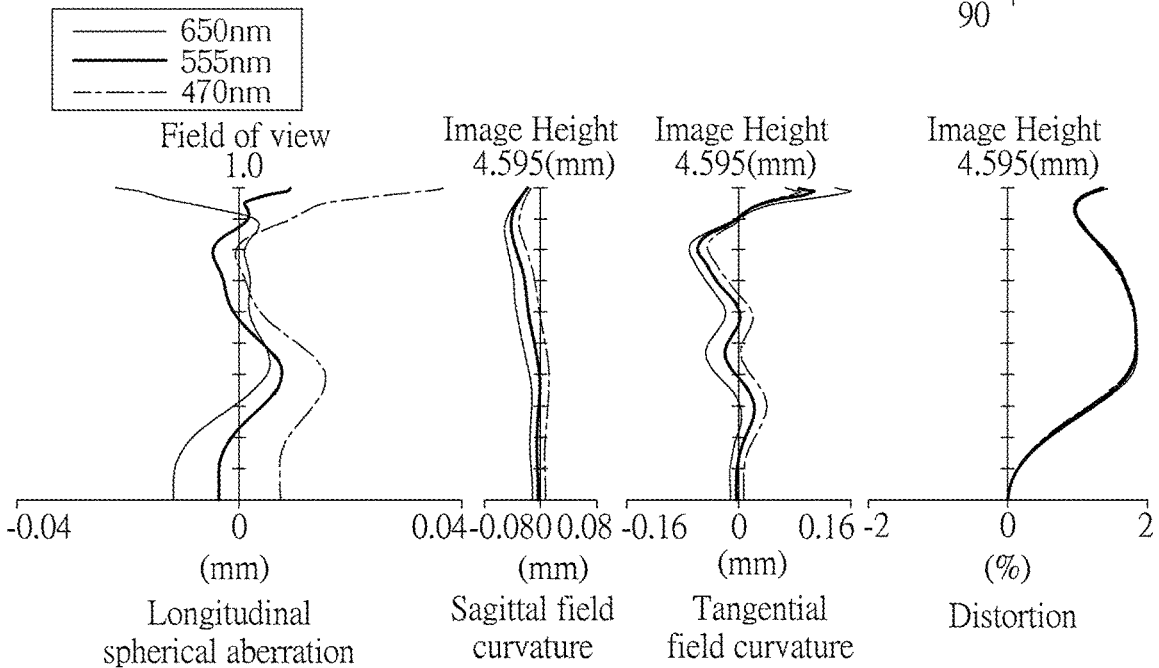 90
650nm
555nm
470nm
Field of view
1.0
Image Height
4.595(mm)
Image Height
4.595(mm)
Image Height
4.595(mm)
-0.04
0
0.04
-0.08
0
0.08
-0.16
0
0.16
-2
0
2
(mm)
(mm)
(mm)
(%)
Longitudinal
spherical aberration
Sagittal field
curvature
Tangential
field curvature
Distortion